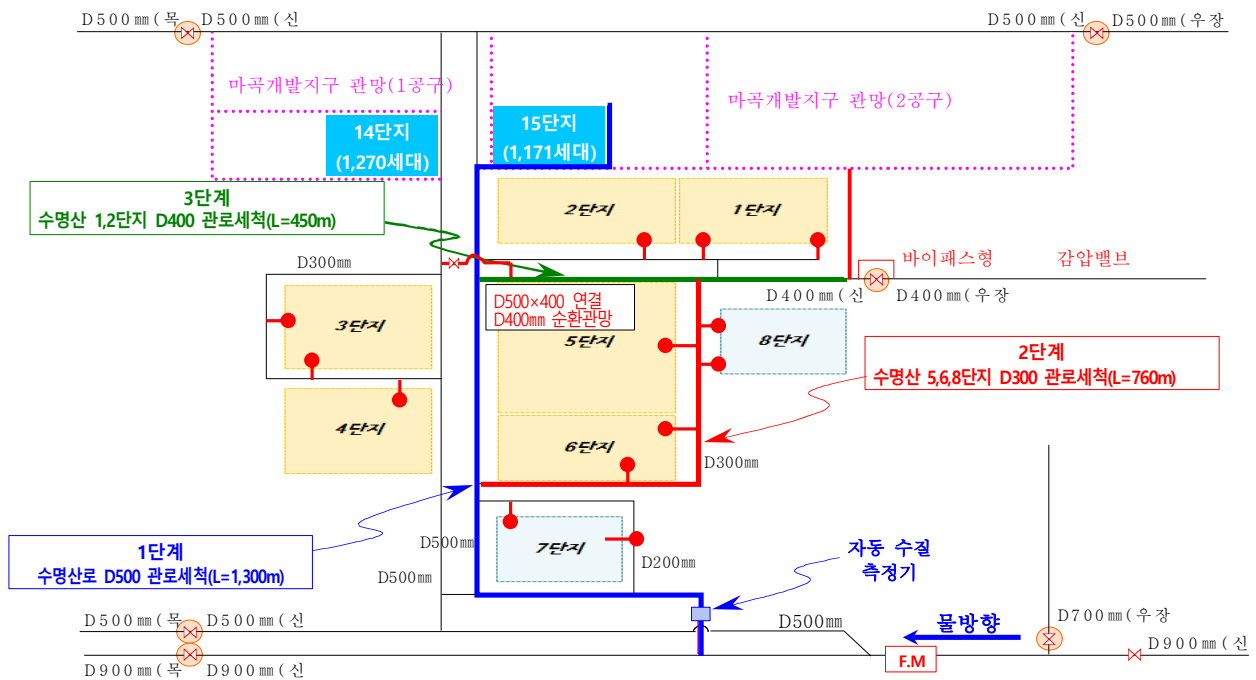 D500㎜(목 D500㎜(신
D500㎜(신 D500㎜(우장
마곡개발지구 관망(1공구)
마곡개발지구 관망(2공구)
14단지
(1,270세대)
15단지
(1,171세대)
3단계
수명산 1,2단지 D400 관로세척(L=450m)
2단지
1단지
D300㎜
바이패스형 감압밸브
D400㎜(신 D400㎜(우장
D500×400 연결
D400㎜ 순환관망
3단지
5단지
8단지
2단계
수명산 5,6,8단지 D300 관로세척(L=760m)
4단지
6단지
D300㎜
1단계
수명산로 D500 관로세척(L=1,300m)
D500㎜
7단지
D200㎜
D500㎜
자동 수질
측정기
D500㎜(목 D500㎜(신
D500㎜
물방향
D700㎜(우장
D900㎜(신
F.M
D900㎜(목 D900㎜(신